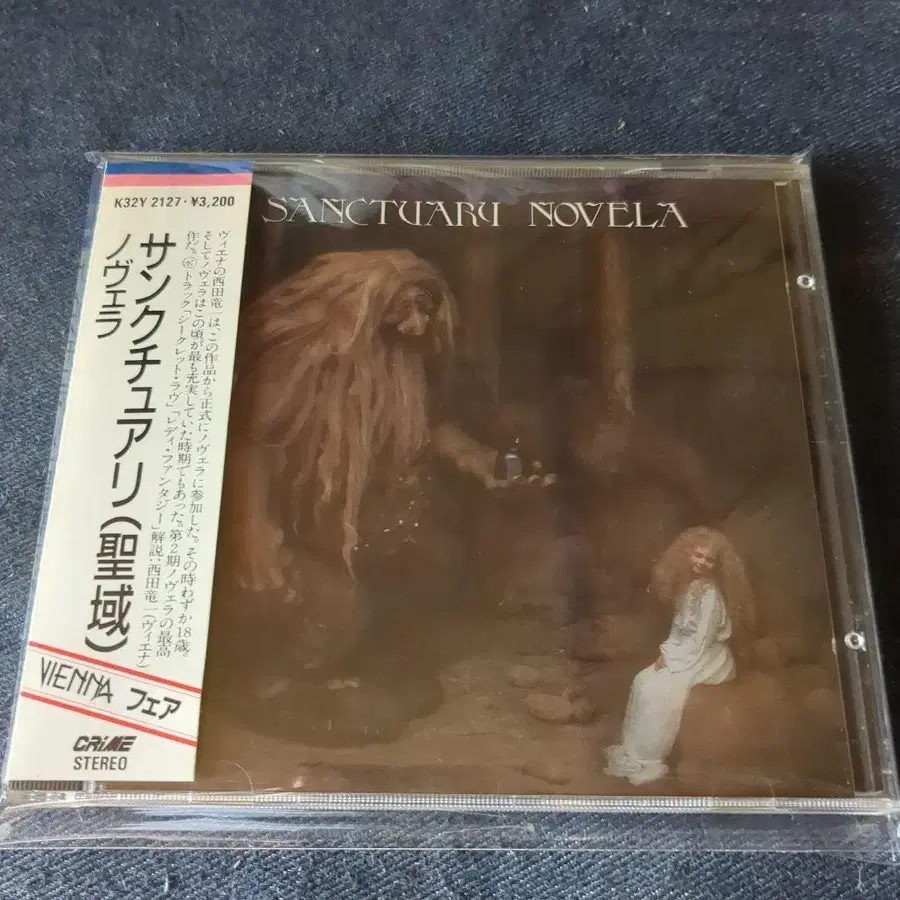 K32Y 2127・¥3,200
サンクチュアリ(聖域)
ノヴェラ
ヴィエナの西田竜一は、この作品から正式にノヴェラに参加した。その時わずか18歳。
そしてノヴェラはこの頃が最も充実していた時期でもあった。第2期ノヴェラの最高
作だ。㋭トラック「シークレット・ラヴ」「レディ・ファンタジー」解説:西田竜一(ヴィエナ)
VIENNA フェア
CRIME
STEREO
SANCTUARY NOVELA